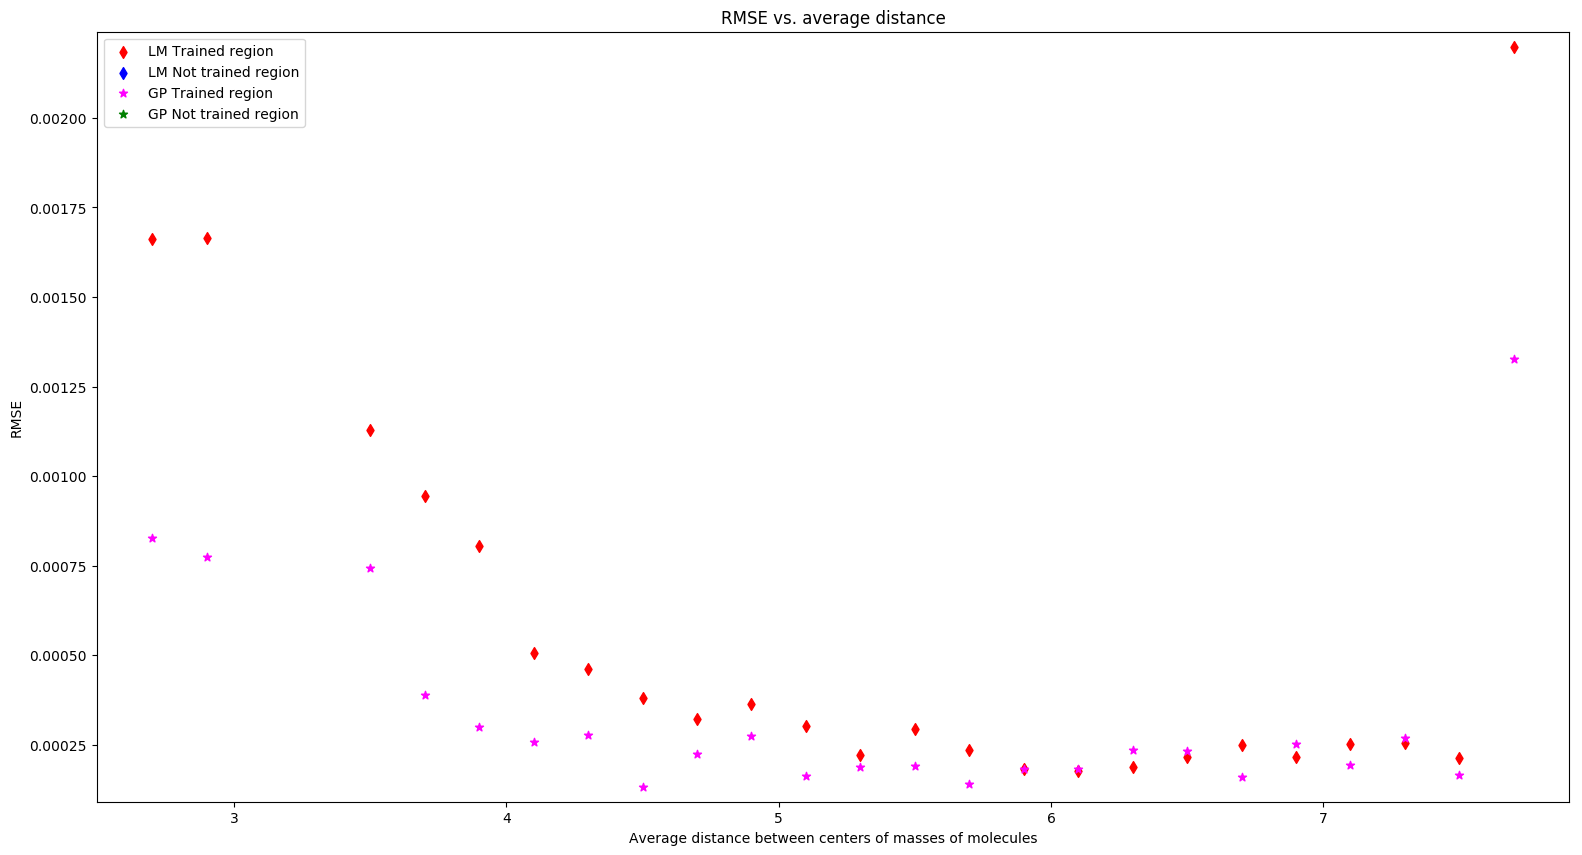 RMSE vs. average distance
LM Trained region
LM Not trained region
GP Trained region
GP Not trained region
0.00200
0.00175
0.00150
0.00125
0.00100
0.00075
0.00050
0.00025
RMSE
3 4 5 6 7
Average distance between centers of masses of molecules